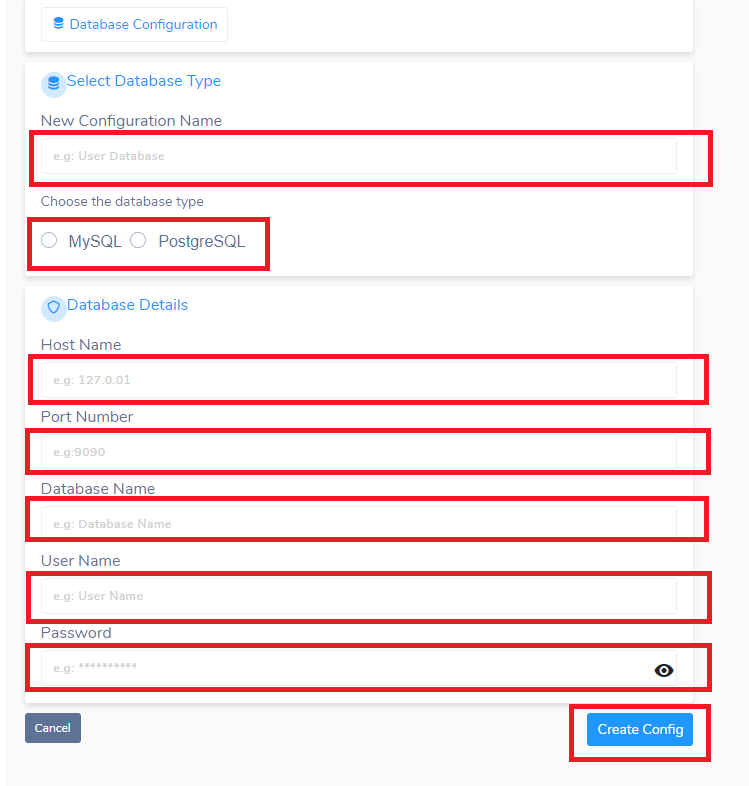 Database Configuration
Select Database Type
New Configuration Name
e.g: User Database
Choose the database type
MySQL PostgreSQL
Database Details
Host Name
e.g: 127.0.01
Port Number
e.g:9090
Database Name
e.g: Database Name
User Name
e.g: User Name
Password
e.g: **********
Cancel Create Config